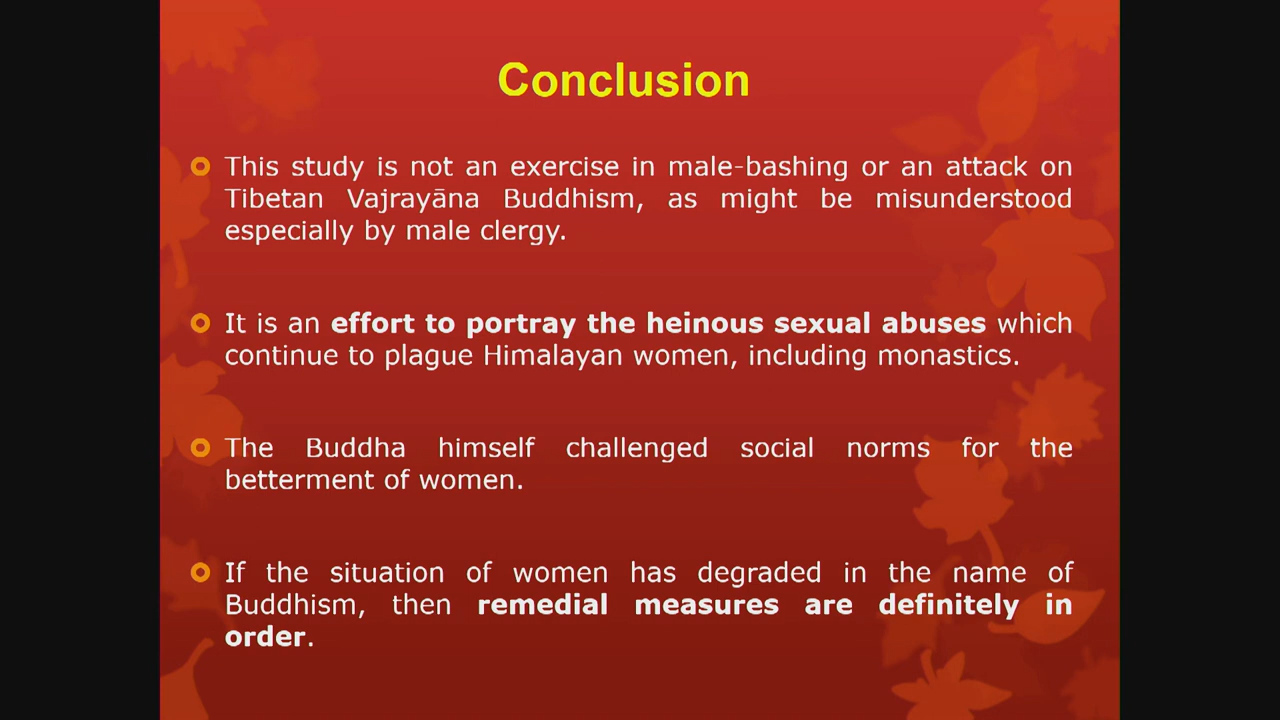 Conclusion
This study is not an exercise in male-bashing or an attack on
Tibetan Vajrayāna Buddhism, as might be misunderstood
especially by male clergy.
It is an effort to portray the heinous sexual abuses which
continue to plague Himalayan women, including monastics.
The Buddha himself challenged social norms for the
betterment of women.
If the situation of women has degraded in the name of
Buddhism, then remedial measures are definitely in
order.